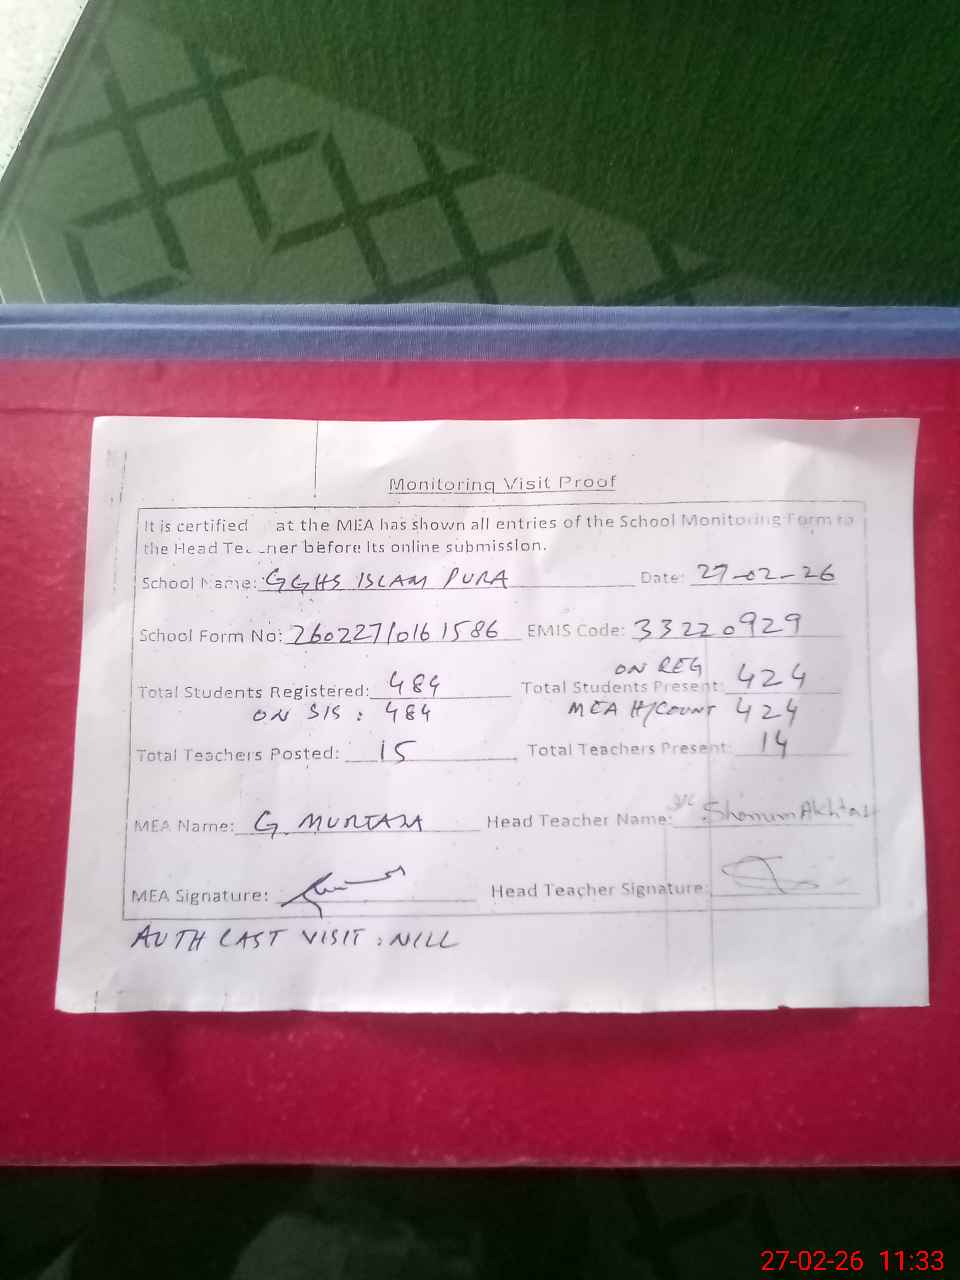 Monitoring Visit Proof
It is certified at the MEA has shown all entries of the School Monitoring Form to
the Head Teacner before its online submission.
School Name: GGHS ISLAM PURA Date: 27-02-26
School Form No: 26022710161586 EMIS Code: 33220929
ON REG
Total Students Registered: 484 Total Students Present: 424
ON SIS : 484 MEA H/COUNT 424
Total Teachers Posted: 15 Total Teachers Present: 14
MEA Name: G. MURTAZA Head Teacher Name: Shamim Akhtar
MEA Signature: Head Teacher Signature:
AUTH LAST VISIT : NILL
27-02-26 11:33